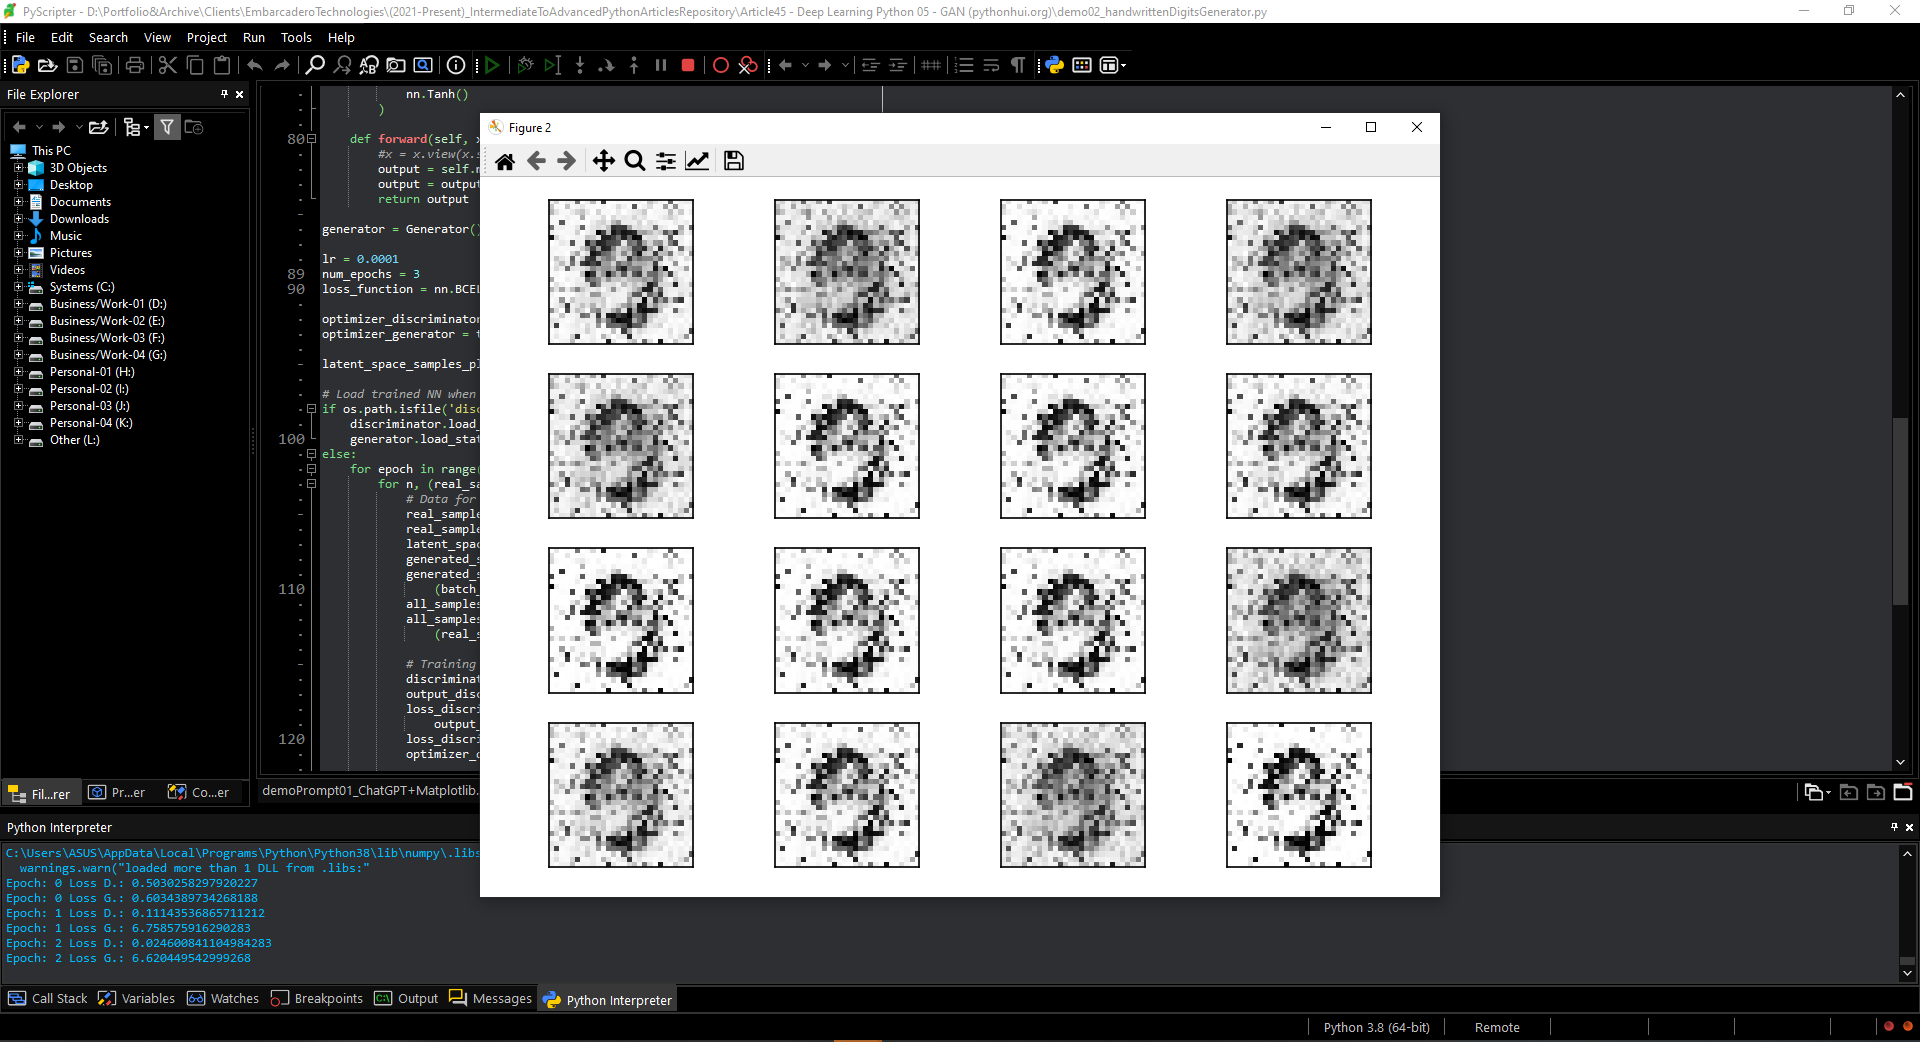 PyScripter - D:\Portfolio&Archive\Clients\EmbarcaderoTechnologies\(2021-Present)_IntermediateToAdvancedPythonArticlesRepository\Article45 - Deep Learning Python 05 - GAN (pythonhui.org)\demo02_handwrittenDigitsGenerator.py
File Edit Search View Project Run Tools Help
File Explorer
This PC
3D Objects
Desktop
Documents
Downloads
Music
Pictures
Videos
Systems (C:)
Business/Work-01 (D:)
Business/Work-02 (E:)
Business/Work-03 (F:)
Business/Work-04 (G:)
Personal-01 (H:)
Personal-02 (I:)
Personal-03 (J:)
Personal-04 (K:)
Other (L:)
Fil...rer Pr...er Co...er
nn.Tanh()
)
80 def forward(self, x
#x = x.view(x.s
output = self.m
output = output
return output
generator = Generator()
lr = 0.0001
89 num_epochs = 3
90 loss_function = nn.BCEL
optimizer_discriminator
optimizer_generator = t
latent_space_samples_pl
# Load trained NN when
if os.path.isfile('disc
discriminator.load_
100 generator.load_stat
else:
for epoch in range(
for n, (real_sa
# Data for
real_sample
real_sample
latent_spac
generated_s
generated_s
110 (batch_
all_samples
all_samples
(real_s
# Training
discriminat
output_disc
loss_discri
output_
120 loss_discri
optimizer_d
demoPrompt01_ChatGPT+Matplotlib.
Figure 2
Python Interpreter
C:\Users\ASUS\AppData\Local\Programs\Python\Python38\lib\numpy\.libs
warnings.warn("loaded more than 1 DLL from .libs:"
Epoch: 0 Loss D.: 0.5030258297920227
Epoch: 0 Loss G.: 0.6034389734268188
Epoch: 1 Loss D.: 0.11143536865711212
Epoch: 1 Loss G.: 6.758575916290283
Epoch: 2 Loss D.: 0.024600841104984283
Epoch: 2 Loss G.: 6.620449542999268
Call Stack Variables Watches Breakpoints Output Messages Python Interpreter
Python 3.8 (64-bit) Remote